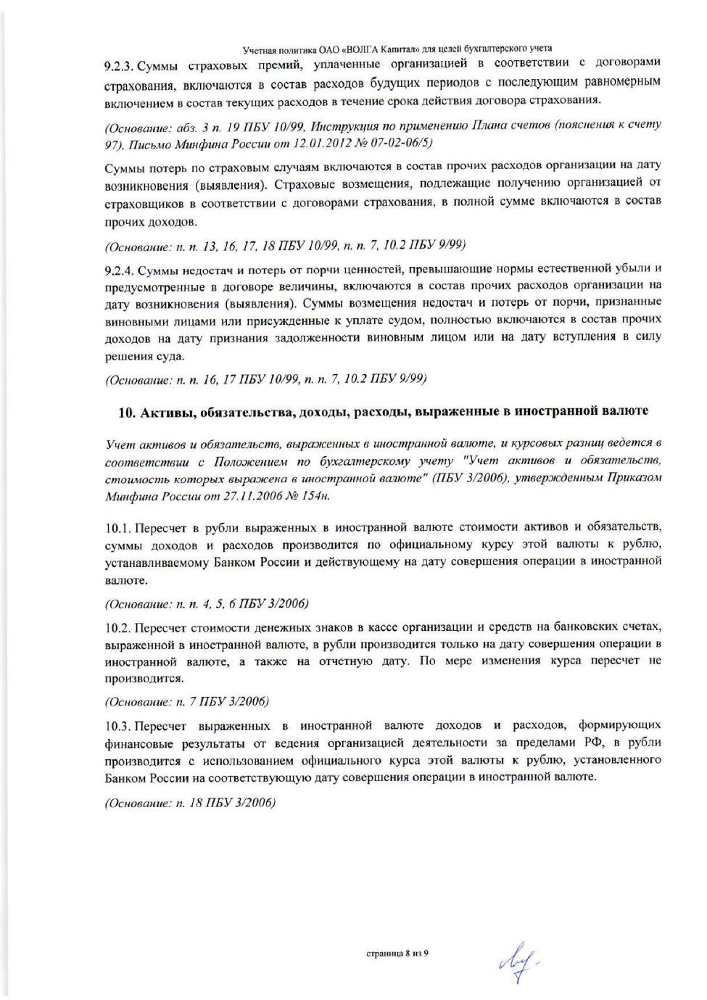 Учетная политика ОАО «ВОЛГА Капитал» для целей бухгалтерского учета
9.2.3. Суммы страховых премий, уплаченные организацией в соответствии с договорами
страхования, включаются в состав расходов будущих периодов с последующим равномерным
включением в состав текущих расходов в течение срока действия договора страхования.
(Основание: абз. 3 п. 19 ПБУ 10/99, Инструкция по применению Плана счетов (пояснения к счету
97), Письмо Минфина России от 12.01.2012 № 07-02-06/5)
Суммы потерь по страховым случаям включаются в состав прочих расходов организации на дату
возникновения (выявления). Страховые возмещения, подлежащие получению организацией от
страховщиков в соответствии с договорами страхования, в полной сумме включаются в состав
прочих доходов.
(Основание: п. п. 13, 16, 17, 18 ПБУ 10/99, п. п. 7, 10.2 ПБУ 9/99)
9.2.4. Суммы недостач и потерь от порчи ценностей, превышающие нормы естественной убыли и
предусмотренные в договоре величины, включаются в состав прочих расходов организации на
дату возникновения (выявления). Суммы возмещения недостач и потерь от порчи, признанные
виновными лицами или присужденные к уплате судом, полностью включаются в состав прочих
доходов на дату признания задолженности виновным лицом или на дату вступления в силу
решения суда.
(Основание: п. п. 16, 17 ПБУ 10/99, п. п. 7, 10.2 ПБУ 9/99)
10. Активы, обязательства, доходы, расходы, выраженные в иностранной валюте
Учет активов и обязательств, выраженных в иностранной валюте, и курсовых разниц ведется в
соответствии с Положением по бухгалтерскому учету "Учет активов и обязательств,
стоимость которых выражена в иностранной валюте" (ПБУ 3/2006), утвержденным Приказом
Минфина России от 27.11.2006 № 154н.
10.1. Пересчет в рубли выраженных в иностранной валюте стоимости активов и обязательств,
суммы доходов и расходов производится по официальному курсу этой валюты к рублю,
устанавливаемому Банком России и действующему на дату совершения операции в иностранной
валюте.
(Основание: п. п. 4, 5, 6 ПБУ 3/2006)
10.2. Пересчет стоимости денежных знаков в кассе организации и средств на банковских счетах,
выраженной в иностранной валюте, в рубли производится только на дату совершения операции в
иностранной валюте, а также на отчетную дату. По мере изменения курса пересчет не
производится.
(Основание: п. 7 ПБУ 3/2006)
10.3. Пересчет выраженных в иностранной валюте доходов и расходов, формирующих
финансовые результаты от ведения организацией деятельности за пределами РФ, в рубли
производится с использованием официального курса этой валюты к рублю, установленного
Банком России на соответствующую дату совершения операции в иностранной валюте.
(Основание: п. 18 ПБУ 3/2006)
страница 8 из 9